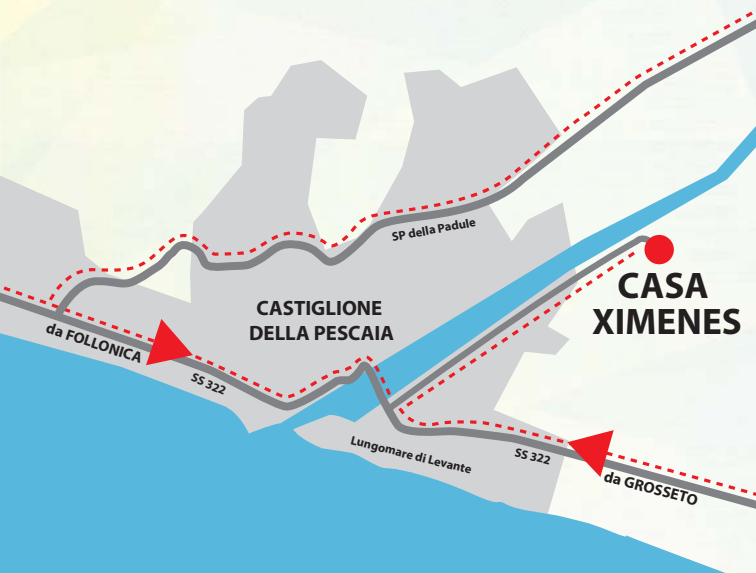 SP della Padule
CASA
XIMENES
CASTIGLIONE
DELLA PESCAIA
da FOLLONICA
SS 322
Lungomare di Levante
SS 322
da GROSSETO